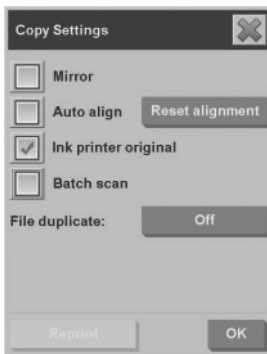 Copy Settings
Mirror
Auto align Reset alignment
Ink printer original
Batch scan
File duplicate: Off
Reprint OK